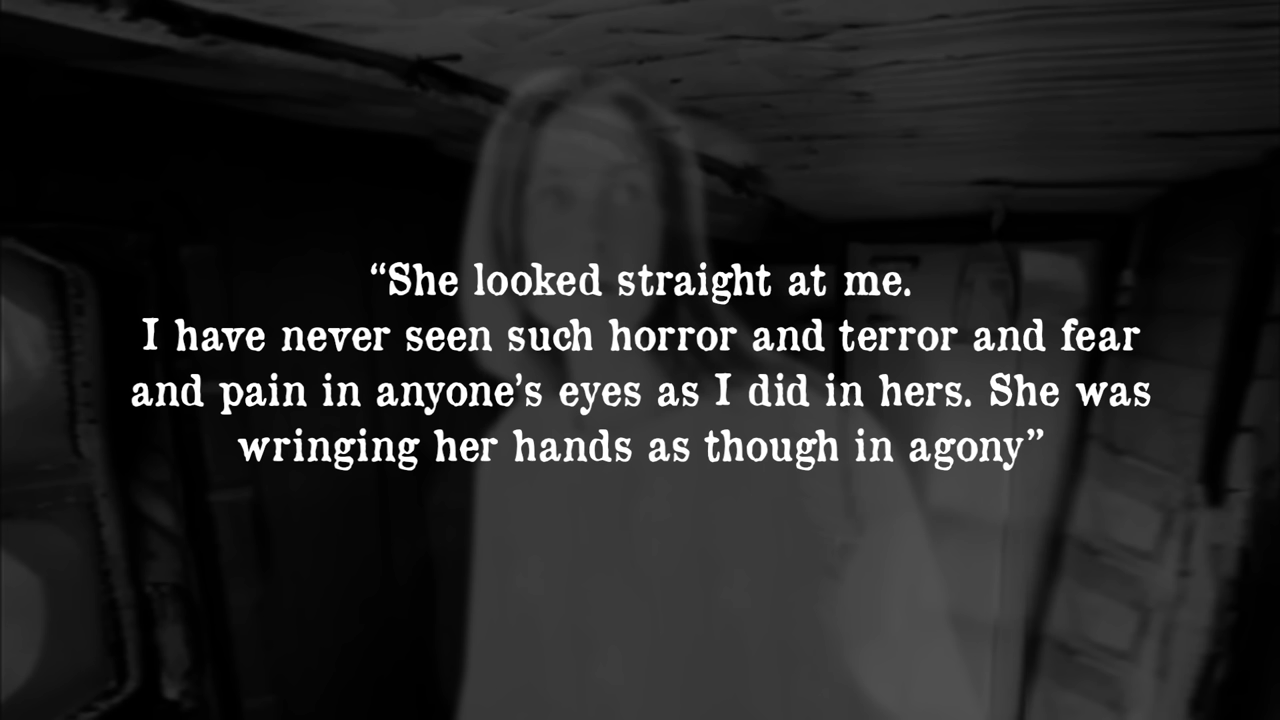 “She looked straight at me.
I have never seen such horror and terror and fear
and pain in anyone’s eyes as I did in hers. She was
wringing her hands as though in agony”